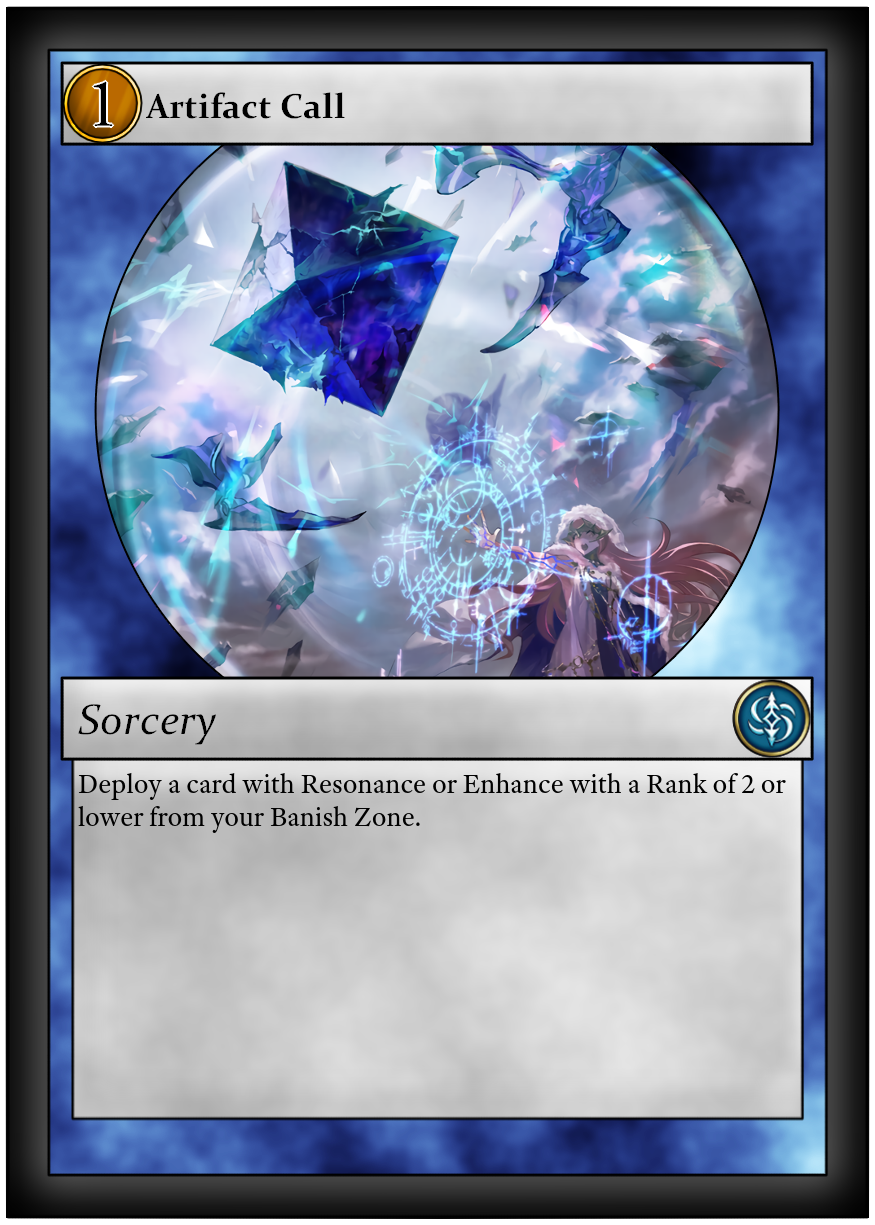 1
Artifact Call
Sorcery
Deploy a card with Resonance or Enhance with a Rank of 2 or
lower from your Banish Zone.